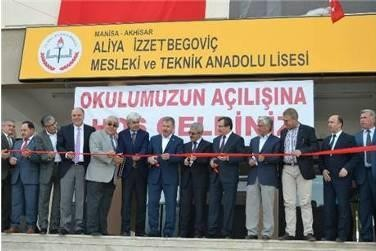 MANİSA - AKHİSAR
ALİYA İZZETBEGOVİÇ
MESLEKİ ve TEKNİK ANADOLU LİSESİ
OKULUMUZUN AÇILIŞINA